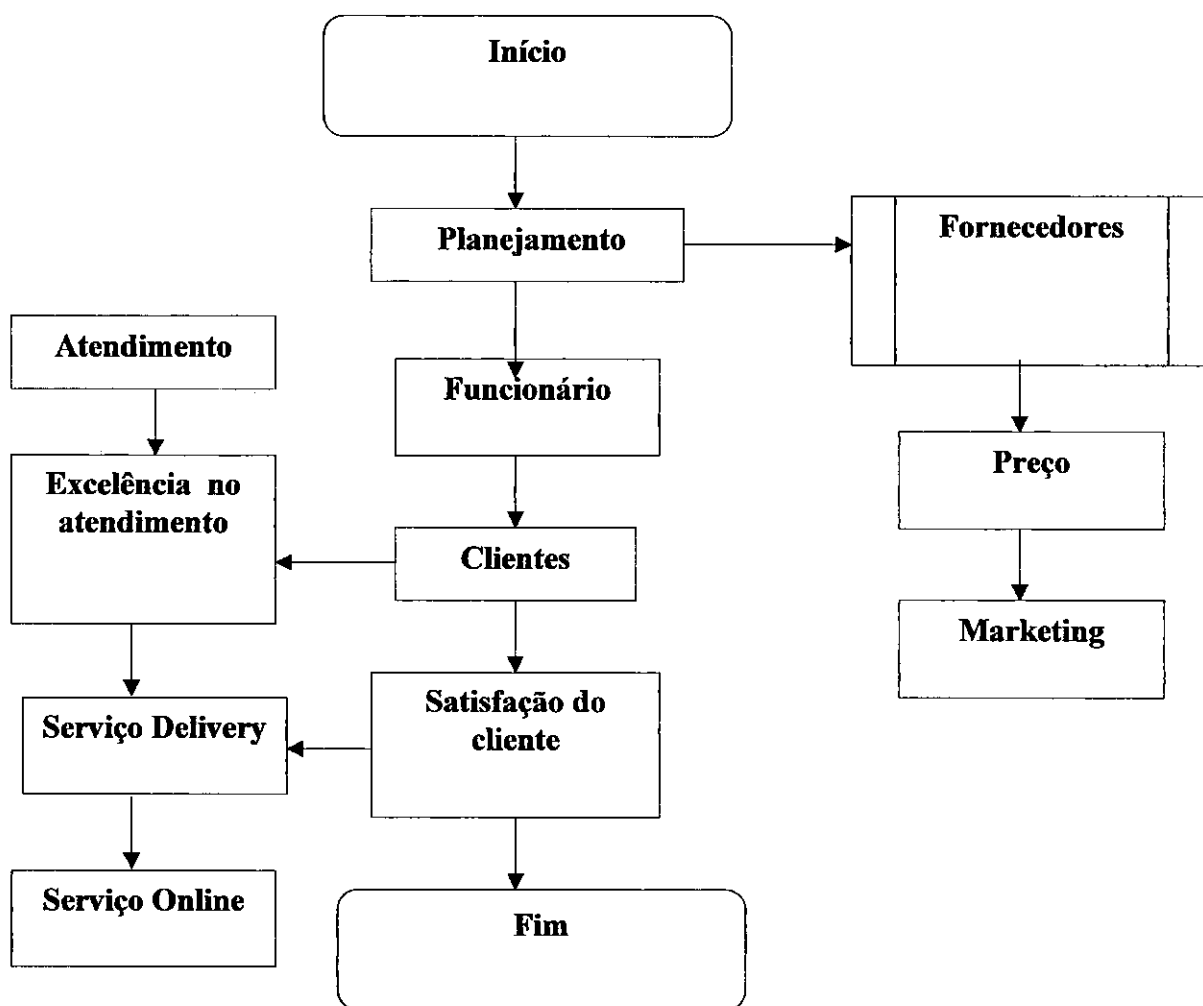 Início
Planejamento
Fornecedores
Atendimento
Funcionário
Preço
Excelência no
atendimento
Clientes
Marketing
Serviço Delivery
Satisfação do
cliente
Serviço Online
Fim